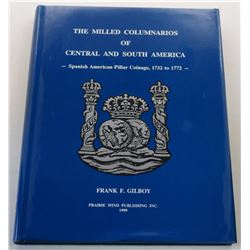 THE MILLED COLUMNARIOS
OF
CENTRAL AND SOUTH AMERICA
— Spanish American Pillar Coinage, 1732 to 1772 —
FRANK F. GILBOY
PRAIRIE WIND PUBLISHING INC.
1999